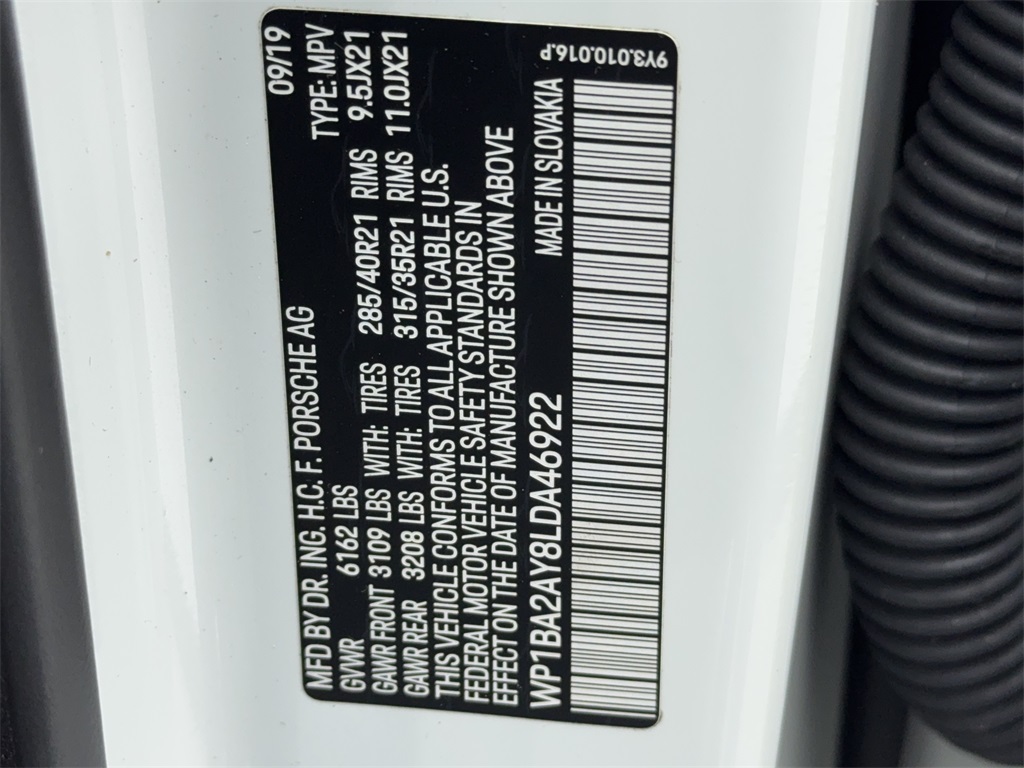 MFD BY DR. ING. H.C. F. PORSCHE AG 09/19
GVWR 6162 LBS TYPE: MPV
GAWR FRONT 3109 LBS WITH: TIRES 285/40R21 RIMS 9.5JX21
GAWR REAR 3208 LBS WITH: TIRES 315/35R21 RIMS 11.0JX21
THIS VEHICLE CONFORMS TO ALL APPLICABLE U.S.
FEDERAL MOTOR VEHICLE SAFETY STANDARDS IN
EFFECT ON THE DATE OF MANUFACTURE SHOWN ABOVE
WP1BA2AY8LDA46922 MADE IN SLOVAKIA
9Y3.010.016.P